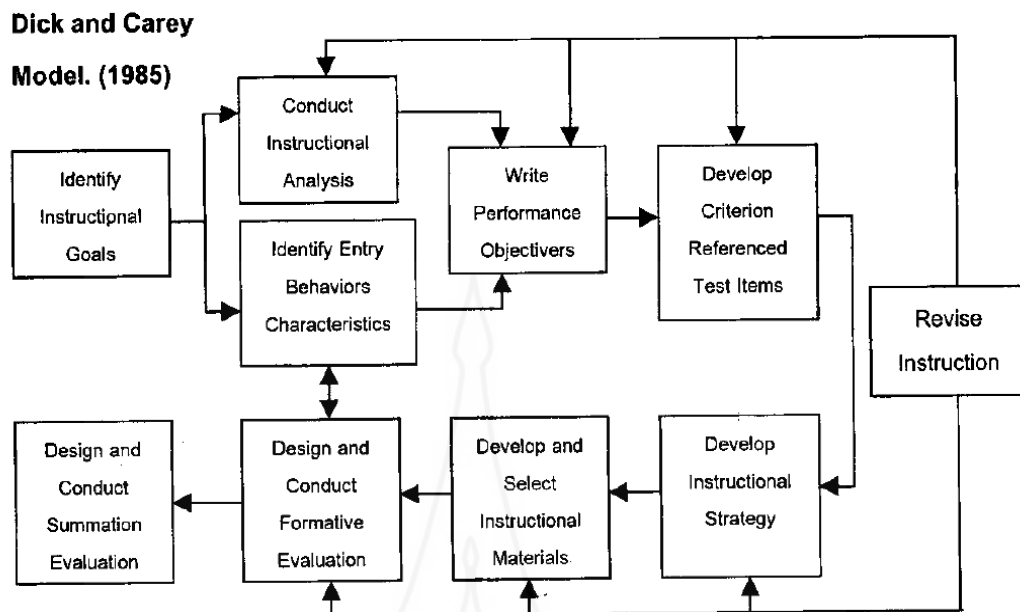 Dick and Carey
Model. (1985)
Identify
Instructional
Goals
Conduct
Instructional
Analysis
Identify Entry
Behaviors
Characteristics
Write
Performance
Objectivers
Develop
Criterion
Referenced
Test Items
Revise
Instruction
Develop
Instructional
Strategy
Develop and
Select
Instructional
Materials
Design and
Conduct
Formative
Evaluation
Design and
Conduct
Summation
Evaluation